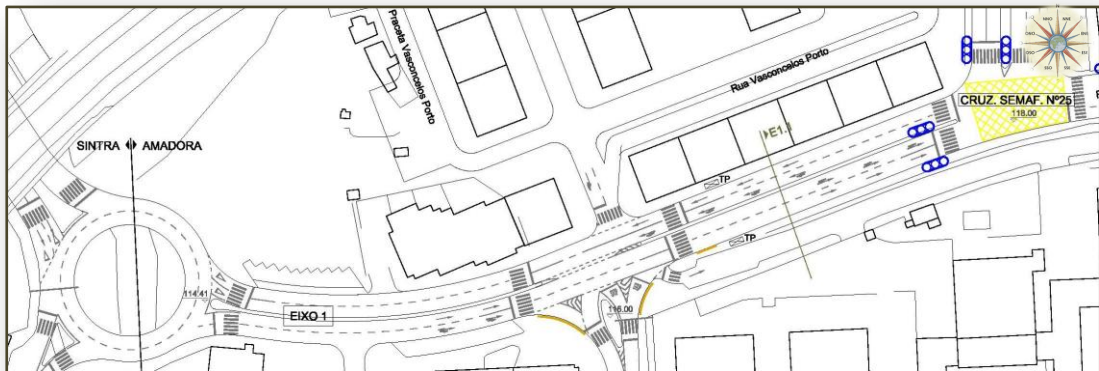 Praceta Vasconcelos Porto
Rua Vasconcelos Porto
CRUZ. SEMAF. Nº25
118.00
SINTRA AMADORA
E1.1
TP
TP
114.41
EIXO 1
116.00